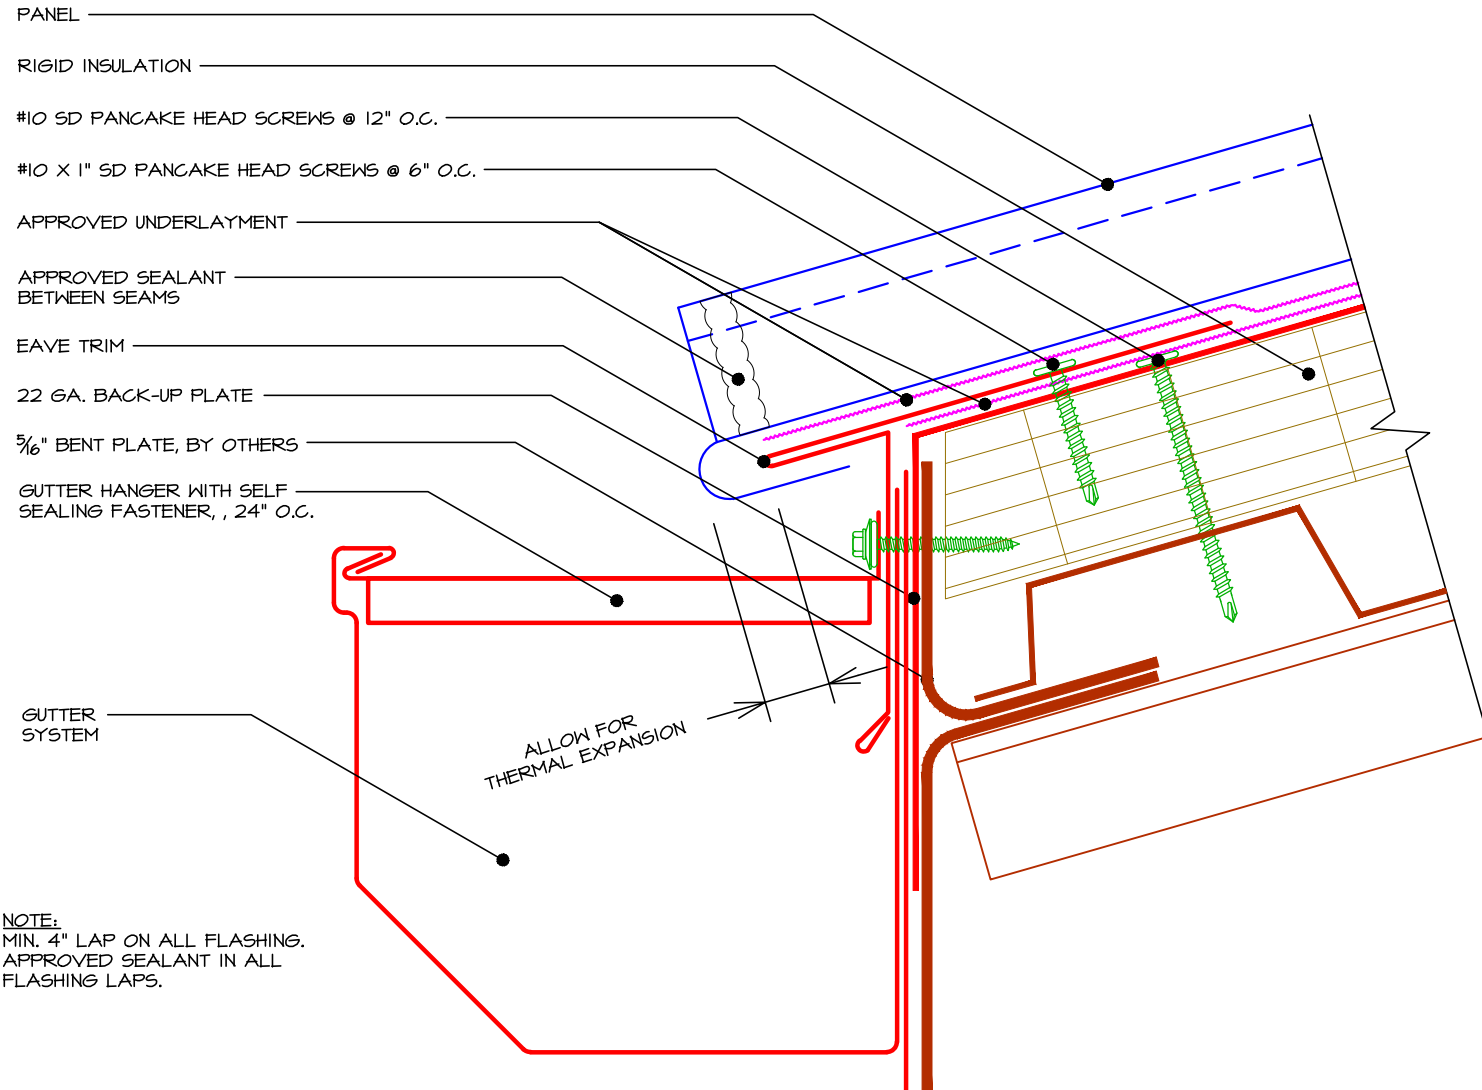 PANEL
RIGID INSULATION
#10 SD PANCAKE HEAD SCREWS @ 12" O.C.
#10 X 1" SD PANCAKE HEAD SCREWS @ 6" O.C.
APPROVED UNDERLAYMENT
APPROVED SEALANT
BETWEEN SEAMS
EAVE TRIM
22 GA. BACK-UP PLATE
5/16" BENT PLATE, BY OTHERS
GUTTER HANGER WITH SELF
SEALING FASTENER, , 24" O.C.
GUTTER
SYSTEM
ALLOW FOR
THERMAL EXPANSION
NOTE:
MIN. 4" LAP ON ALL FLASHING.
APPROVED SEALANT IN ALL
FLASHING LAPS.